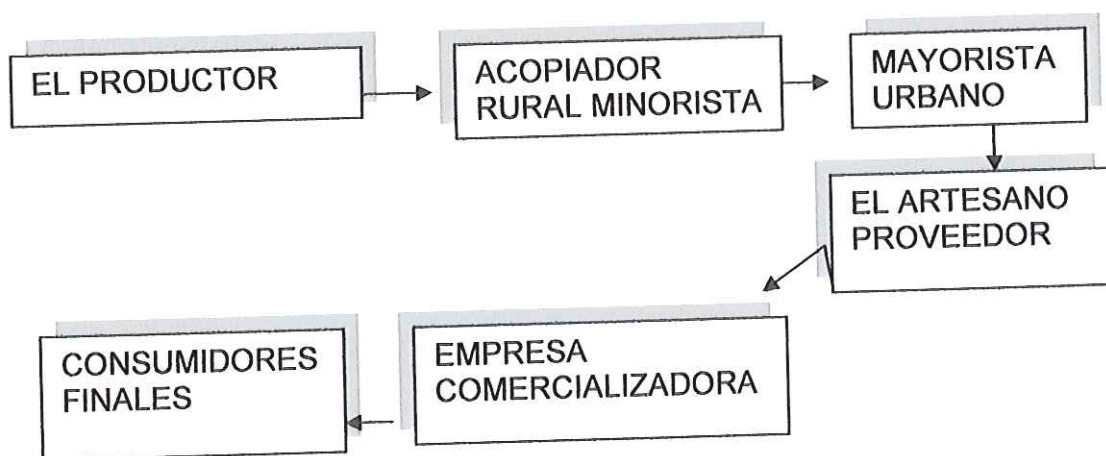 EL PRODUCTOR
ACOPIADOR
RURAL MINORISTA
MAYORISTA
URBANO
EL ARTESANO
PROVEEDOR
EMPRESA
COMERCIALIZADORA
CONSUMIDORES
FINALES